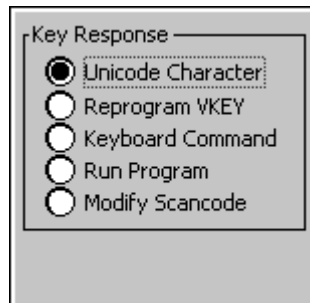 Key Response
Unicode Character
Reprogram VKEY
Keyboard Command
Run Program
Modify Scancode